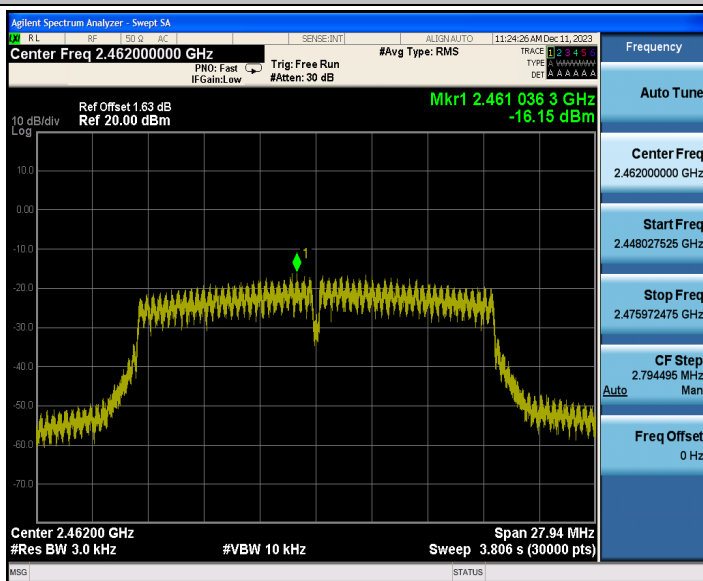 Agilent Spectrum Analyzer - Swept SA
LXI RL RF 50 Ω AC SENSE:INT ALIGN AUTO 11:24:26 AM Dec 11, 2023
Center Freq 2.462000000 GHz #Avg Type: RMS TRACE 1 2 3 4 5 6
PNO: Fast Trig: Free Run TYPE A WWWWW
IFGain:Low #Atten: 30 dB DET A A A A A A
Mkr1 2.461 036 3 GHz
-16.15 dBm
Ref Offset 1.63 dB
10 dB/div Ref 20.00 dBm
Log
10.0
0.00
-10.0
-20.0
-30.0
-40.0
-50.0
-60.0
-70.0
1
Center 2.46200 GHz Span 27.94 MHz
#Res BW 3.0 kHz #VBW 10 kHz Sweep 3.806 s (30000 pts)
MSG STATUS
Frequency
Auto Tune
Center Freq
2.462000000 GHz
Start Freq
2.448027525 GHz
Stop Freq
2.475972475 GHz
CF Step
2.794495 MHz
Auto Man
Freq Offset
0 Hz